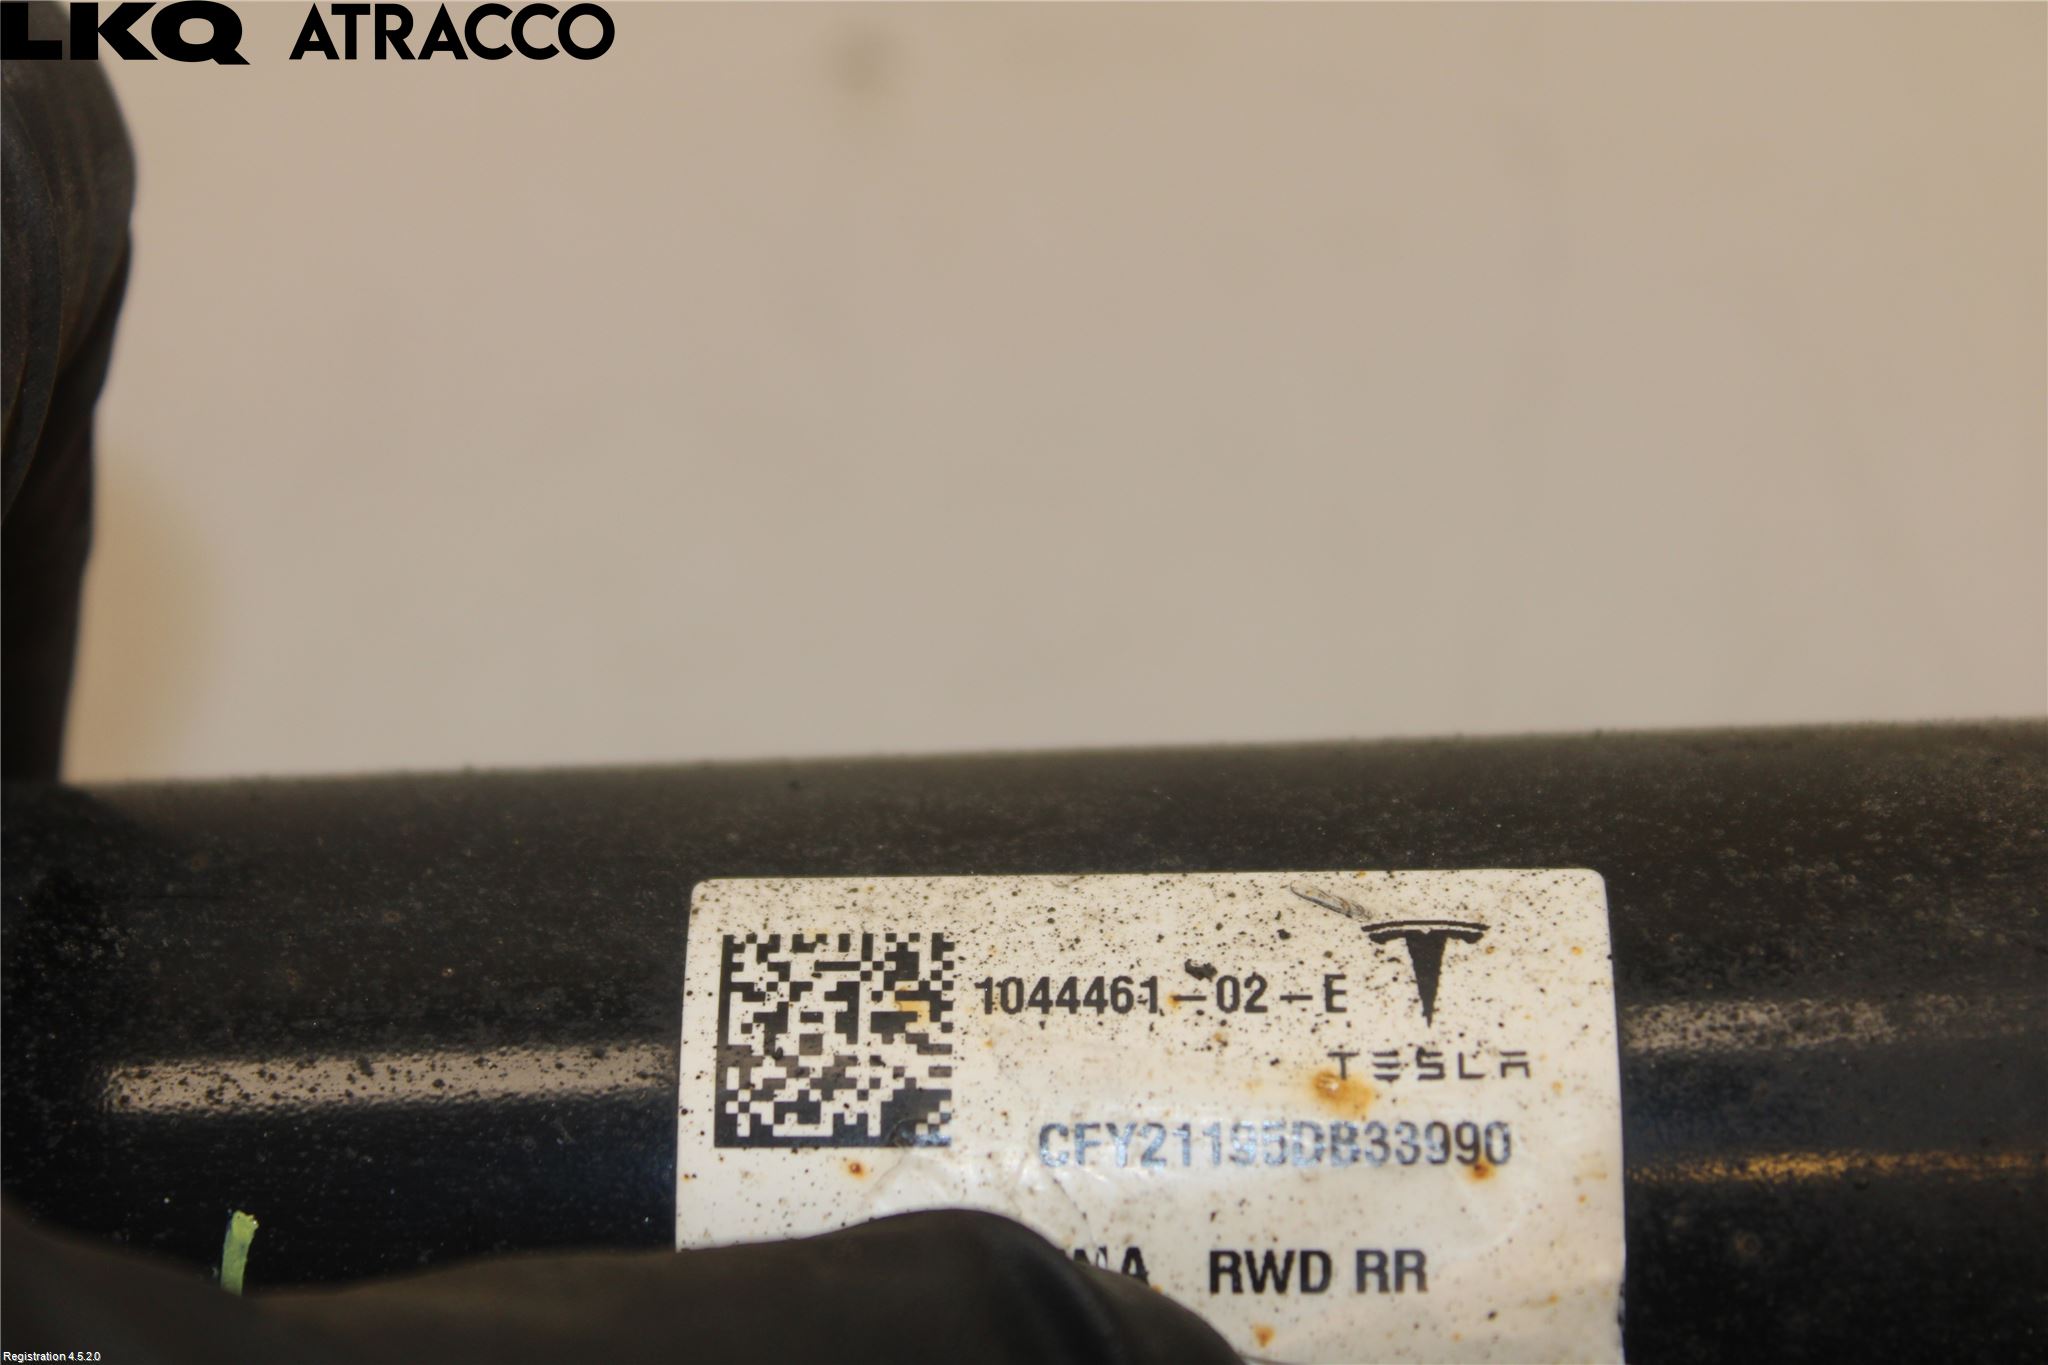 LKQ ATRACCO
1044461-02-E
TESLA
CFY21195DB33990
RWD RR
Registration 4.5.2.0